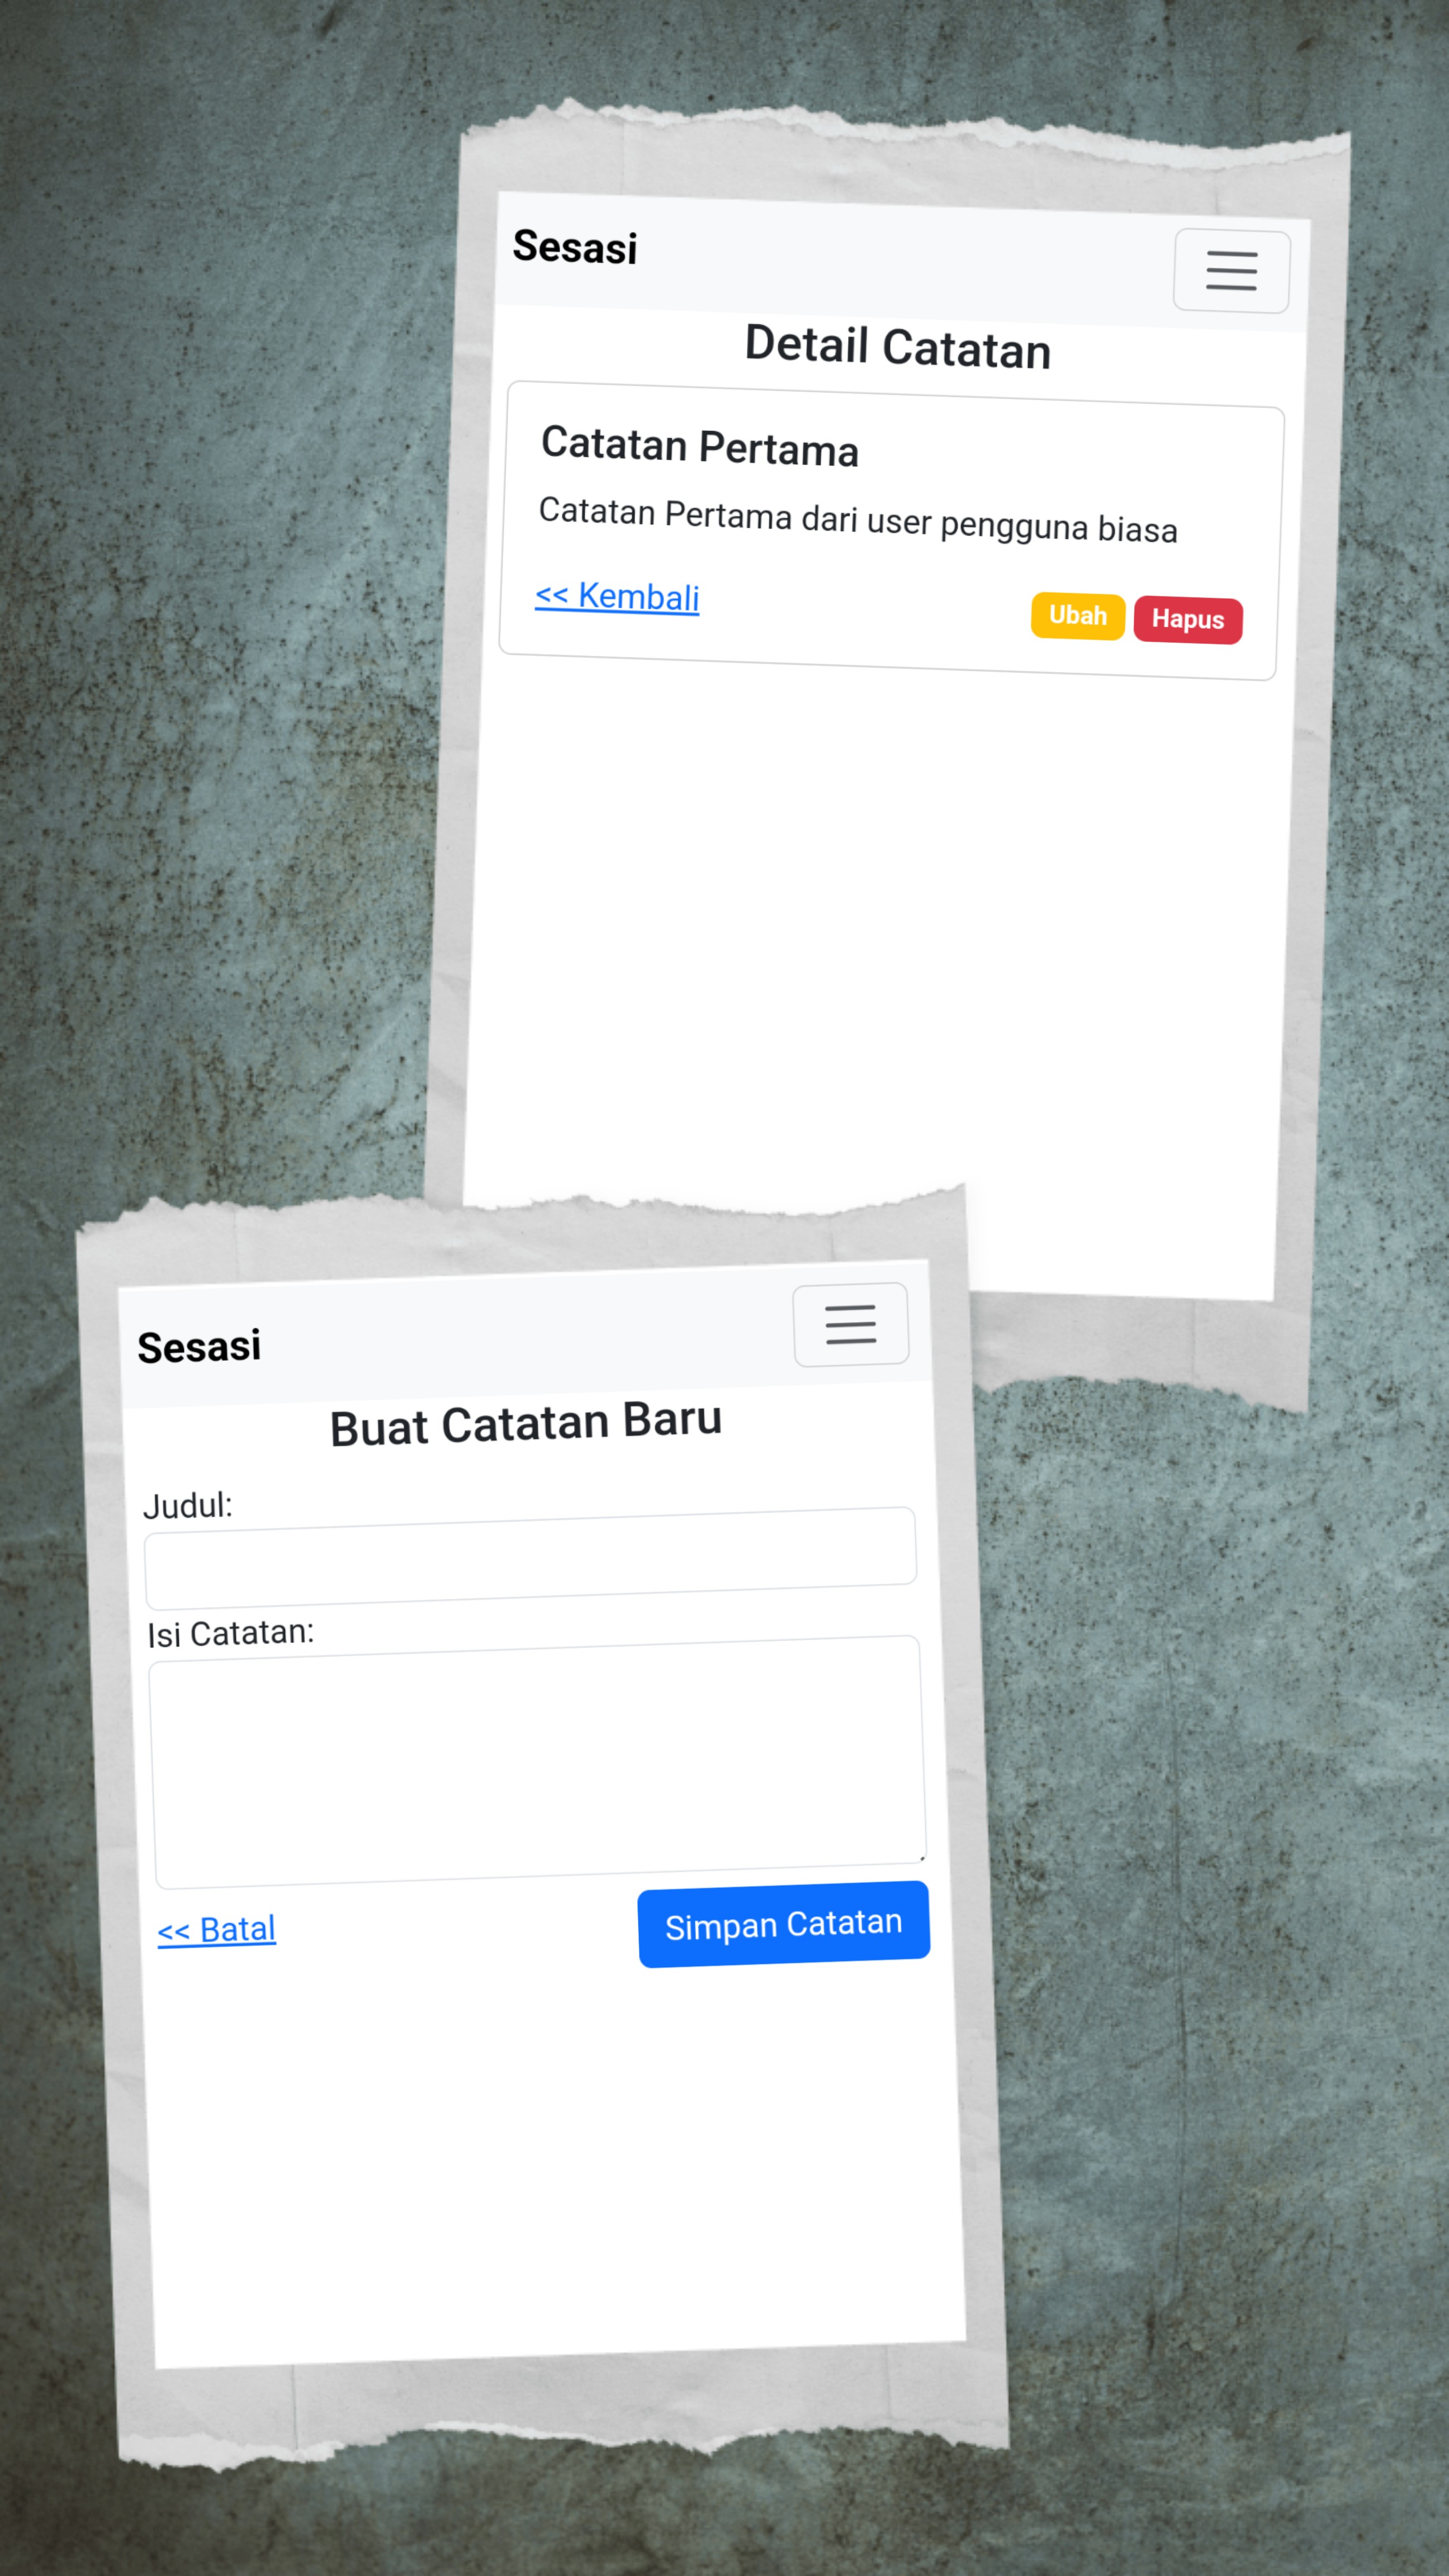 Sesasi
Detail Catatan
Catatan Pertama
Catatan Pertama dari user pengguna biasa
<< Kembali
Ubah Hapus
Sesasi
Buat Catatan Baru
Judul:
Isi Catatan:
<< Batal
Simpan Catatan